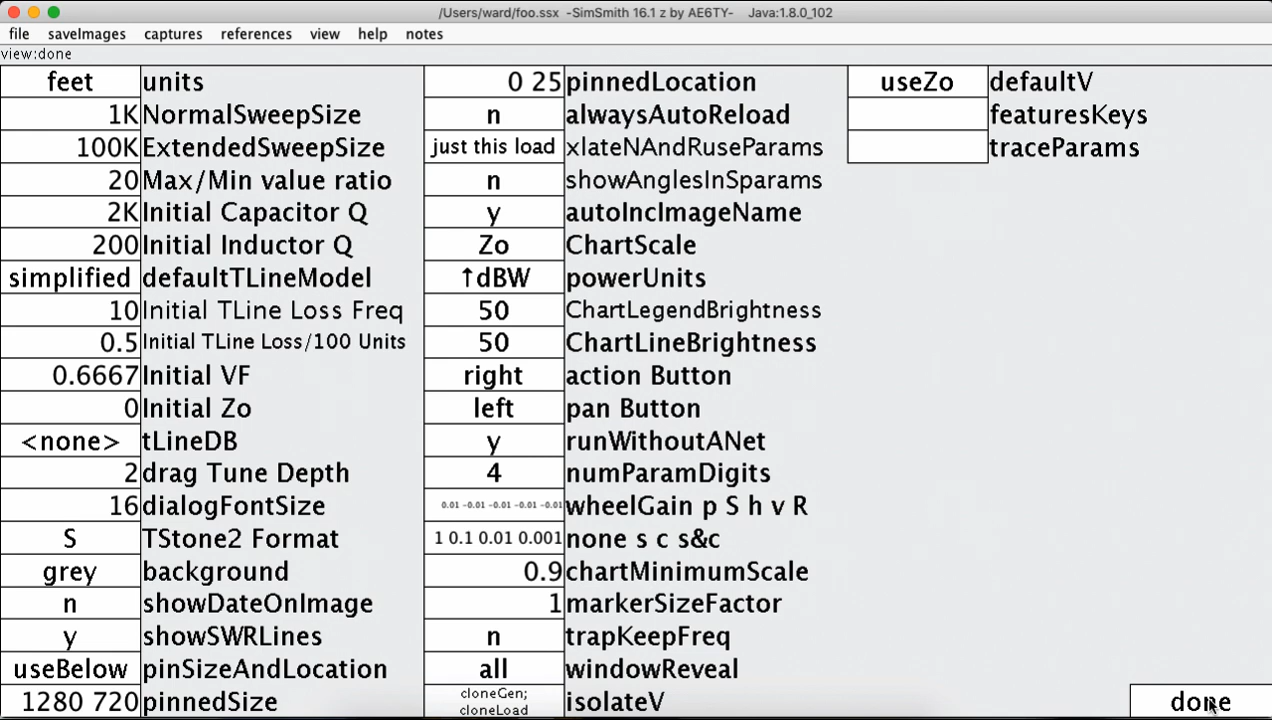 /Users/ward/foo.ssx -SimSmith 16.1 z by AE6TY- Java:1.8.0_102
file saveImages captures references view help notes
view:done
feet units
1K NormalSweepSize
100K ExtendedSweepSize
20 Max/Min value ratio
2K Initial Capacitor Q
200 Initial Inductor Q
simplified defaultTLineModel
10 Initial TLine Loss Freq
0.5 Initial TLine Loss/100 Units
0.6667 Initial VF
0 Initial Zo
<none> tLineDB
2 drag Tune Depth
16 dialogFontSize
S TStone2 Format
grey background
n showDateOnImage
y showSWRLines
useBelow pinSizeAndLocation
1280 720 pinnedSize
0 25 pinnedLocation
n alwaysAutoReload
just this load xlateNAndRuseParams
n showAnglesInSparams
y autoIncImageName
Zo ChartScale
↑dBW powerUnits
50 ChartLegendBrightness
50 ChartLineBrightness
right action Button
left pan Button
y runWithoutANet
4 numParamDigits
0.01 -0.01 -0.01 -0.01 -0.01 wheelGain p S h v R
1 0.1 0.01 0.001 none s c s&c
0.9 chartMinimumScale
1 markerSizeFactor
n trapKeepFreq
all windowReveal
cloneGen;
cloneLoad isolateV
useZo defaultV
featuresKeys
traceParams
done